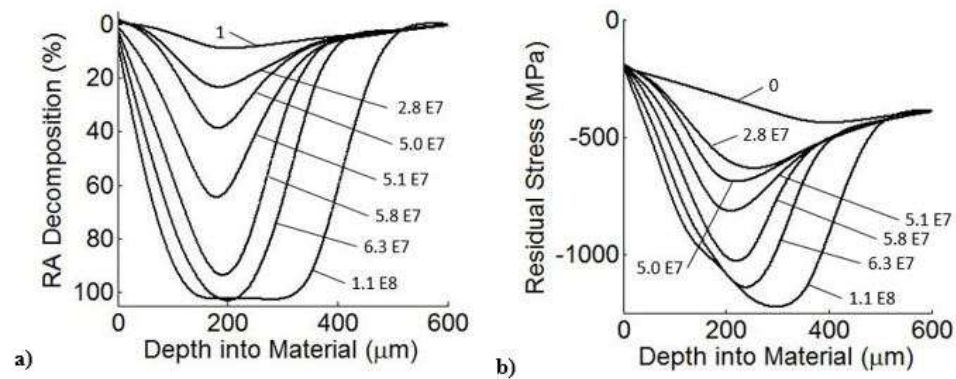 RA Decomposition (%)
0
20
40
60
80
100
1
2.8 E7
5.0 E7
5.1 E7
5.8 E7
6.3 E7
1.1 E8
0 200 400 600
Depth into Material (μm)
a)
Residual Stress (MPa)
0
-500
-1000
0
2.8 E7
5.1 E7
5.8 E7
5.0 E7
6.3 E7
1.1 E8
0 200 400 600
Depth into Material (μm)
b)